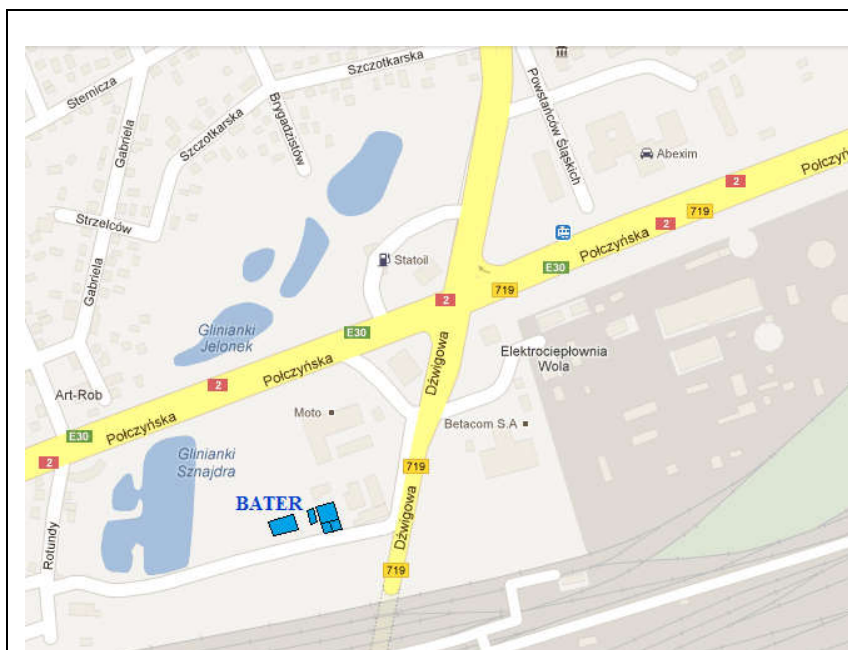 Szczotkarska
Sternicza
Gabriela
Brygadzistów
Szczotkarska
Powstańców Śląskich
Abexim
Połczyń
2
719
2
Strzelców
Połczyńska
Statoil
E30
Gabriela
719
2
Glinianki
Jelonek
E30
Połczyńska
Dźwigowa
Elektrociepłownia
Wola
2
Art-Rob
Połczyńska
Moto
Betacom S.A
E30
2
Glinianki
Sznajdra
719
BATER
Rotundy
Dźwigowa
719